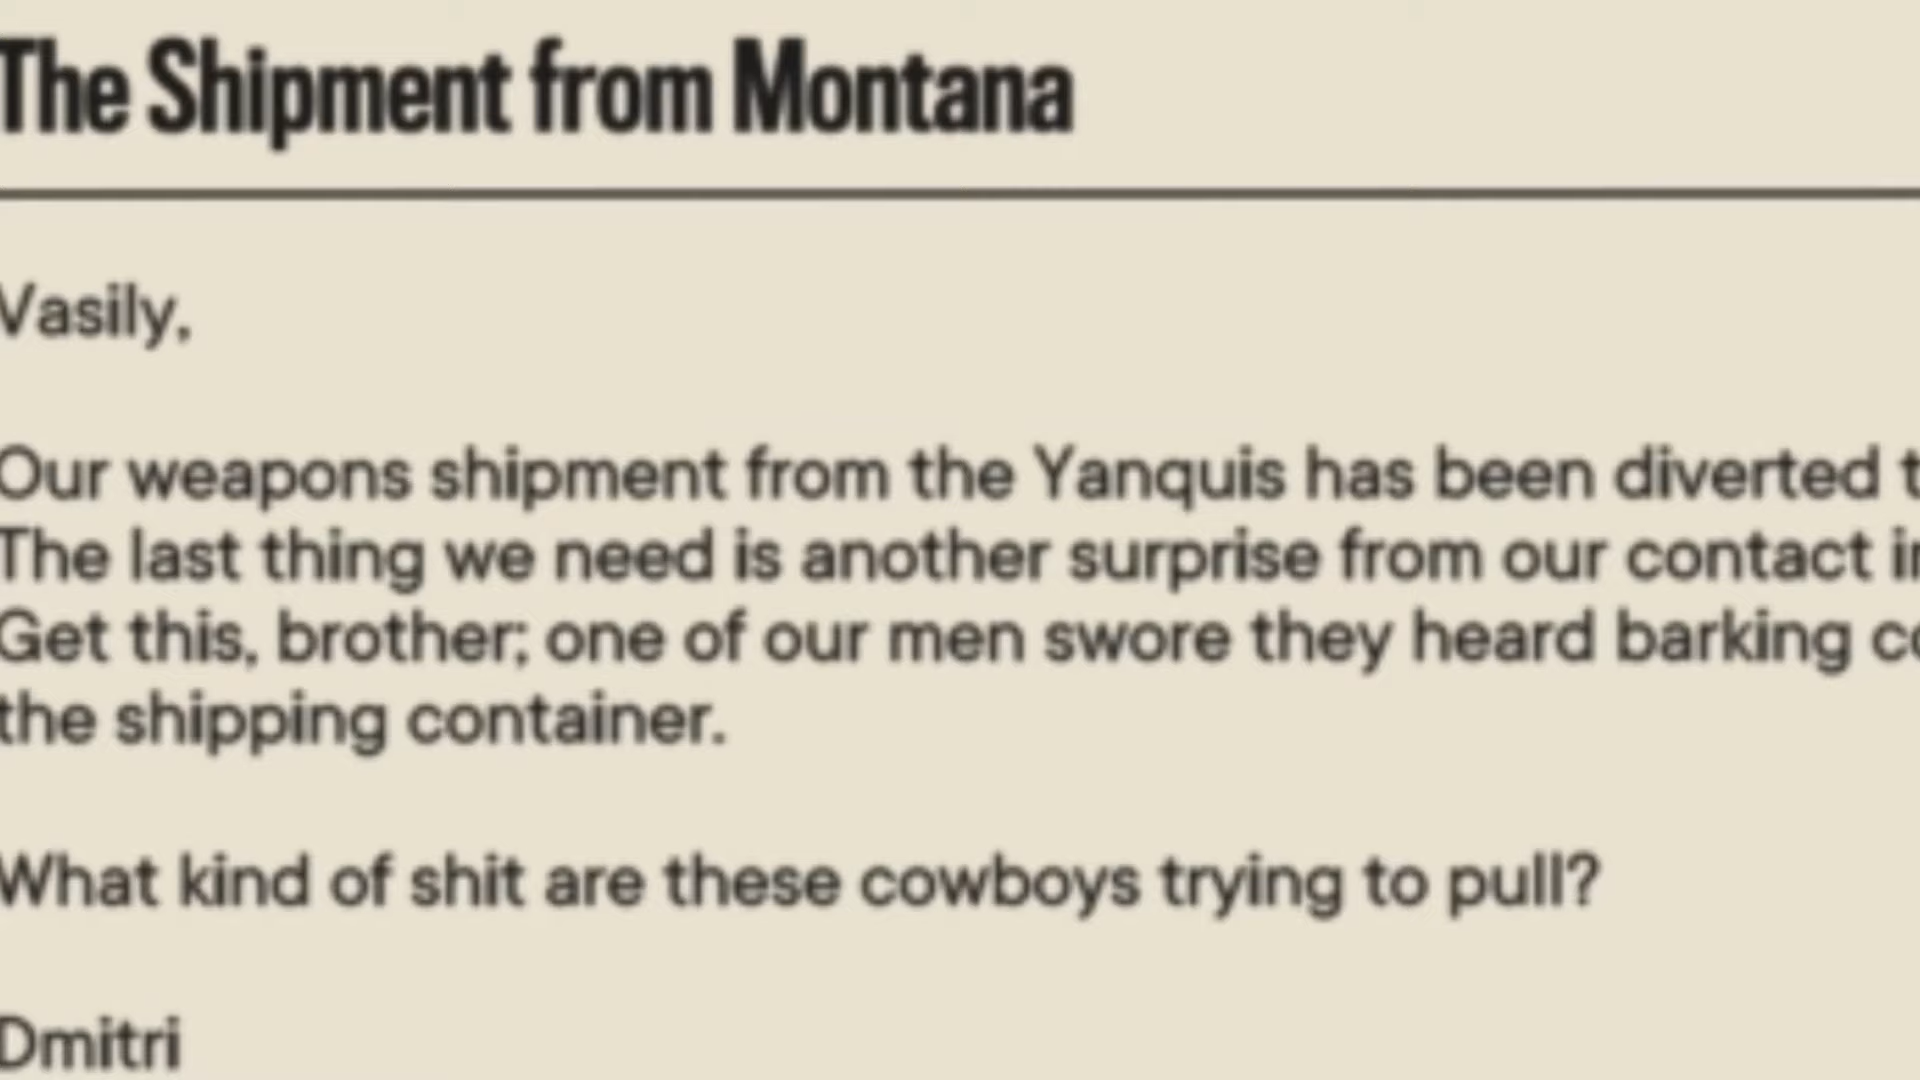 The Shipment from Montana
Vasily,
Our weapons shipment from the Yanquis has been diverted
The last thing we need is another surprise from our contact
Get this, brother; one of our men swore they heard barking
the shipping container.
What kind of shit are these cowboys trying to pull?
Dmitri